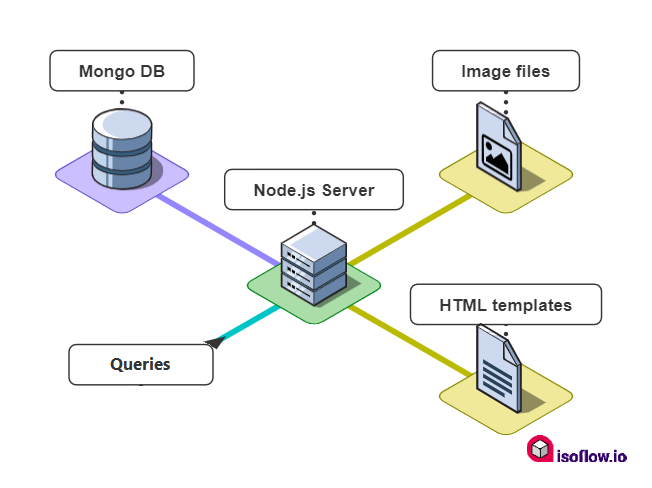 Mongo DB
Image files
Node.js Server
HTML templates
Queries
isoflow.io